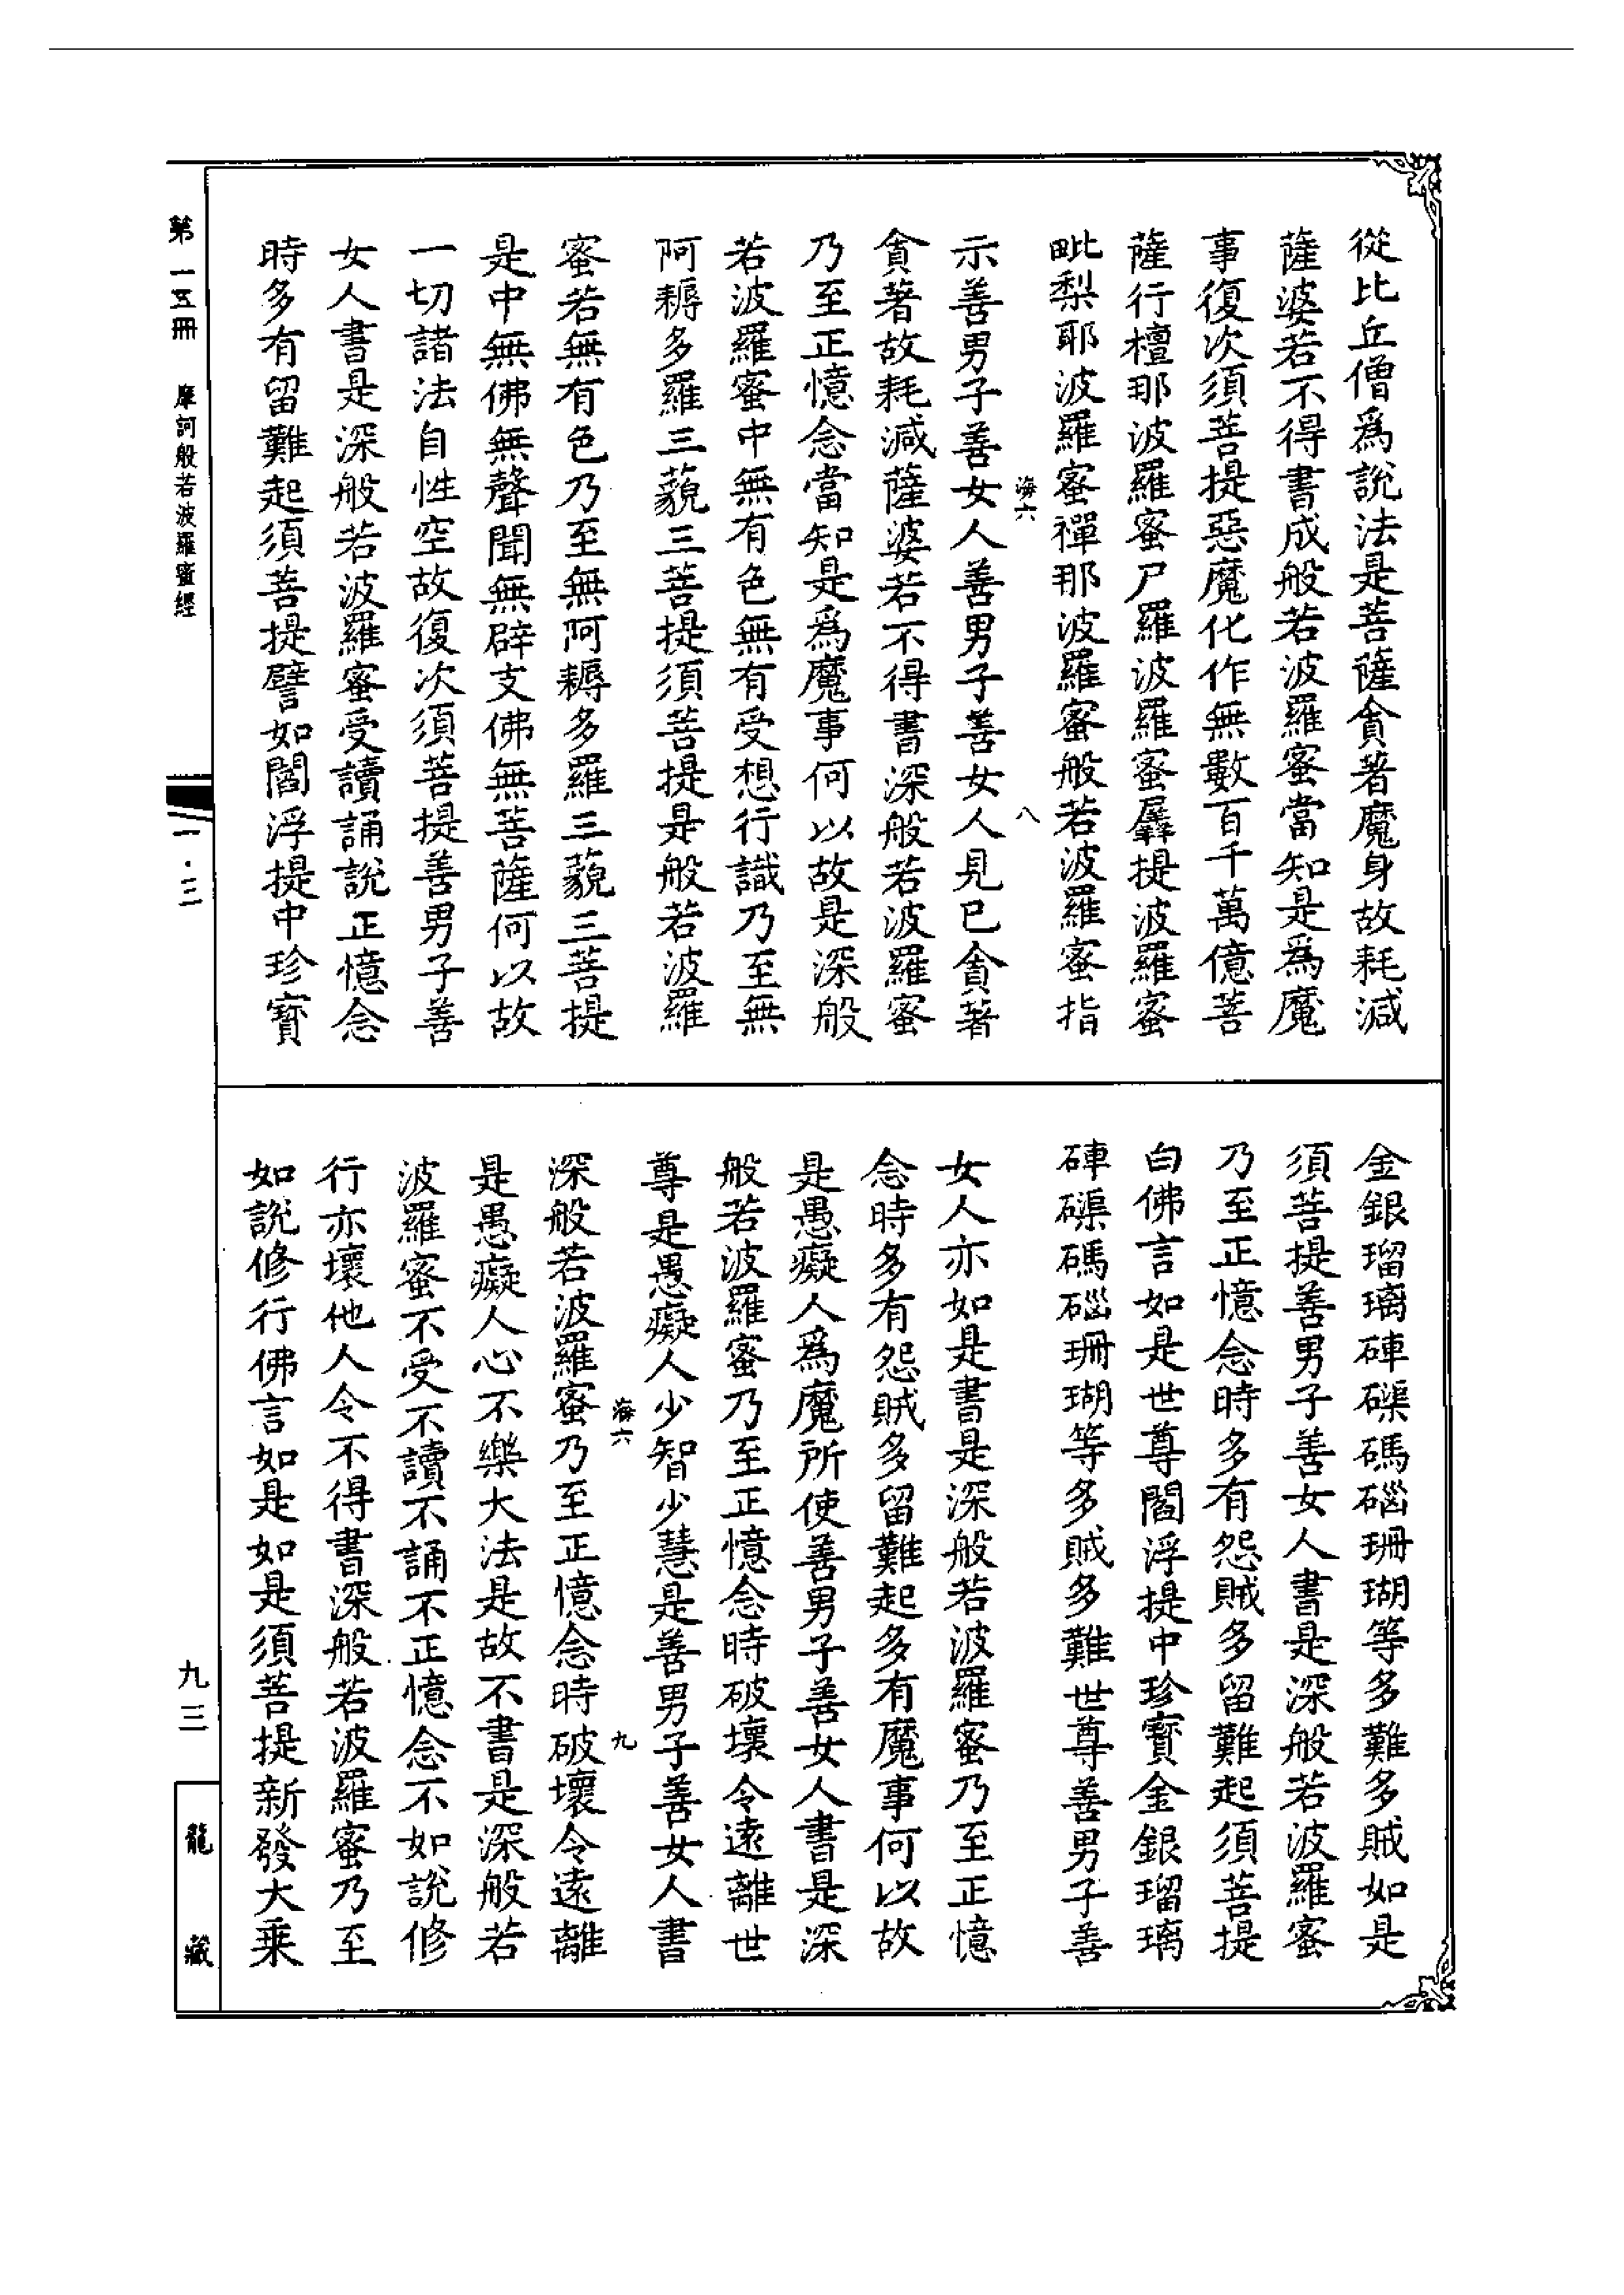 從比丘僧爲說法是菩薩貪著魔身故耗減
薩婆若不得書成般若波羅蜜當知是爲魔
事復次須菩提惡魔化作無數百千萬億菩
薩行檀那波羅蜜尸羅波羅蜜羼提波羅蜜
毗梨耶波羅蜜禪那波羅蜜般若波羅蜜指
海六 八
示善男子善女人善男子善女人見已貪著
貪著故耗減薩婆若不得書深般若波羅蜜
乃至正憶念當知是爲魔事何以故是深般
若波羅蜜中無有色無有受想行識乃至無
阿耨多羅三藐三菩提須菩提是般若波羅
蜜若無有色乃至無阿耨多羅三藐三菩提
是中無佛無聲聞無辟支佛無菩薩何以故
一切諸法自性空故復次須菩提善男子善
女人書是深般若波羅蜜受讀誦說正憶念
時多有留難起須菩提譬如閻浮提中珍寶
金銀瑠璃硨磲碼碯珊瑚等多難多賊如是
須菩提善男子善女人書是深般若波羅蜜
乃至正憶念時多有怨賊多留難起須菩提
白佛言如是世尊閻浮提中珍寶金銀瑠璃
硨磲碼碯珊瑚等多賊多難世尊善男子善
女人亦如是書是深般若波羅蜜乃至正憶
念時多有怨賊多留難起多有魔事何以故
是愚癡人爲魔所使善男子善女人書是深
般若波羅蜜乃至正憶念時破壞令遠離世
尊是愚癡人少智少慧是善男子善女人書
海六 九
深般若波羅蜜乃至正憶念時破壞令遠離
是愚癡人心不樂大法是故不書是深般若
波羅蜜不受不讀不誦不正憶念不如說修
行亦壞他人令不得書深般若波羅蜜乃至
如說修行佛言如是如是須菩提新發大乘
第一五冊 摩訶般若波羅蜜經
一·三
九三
龍藏